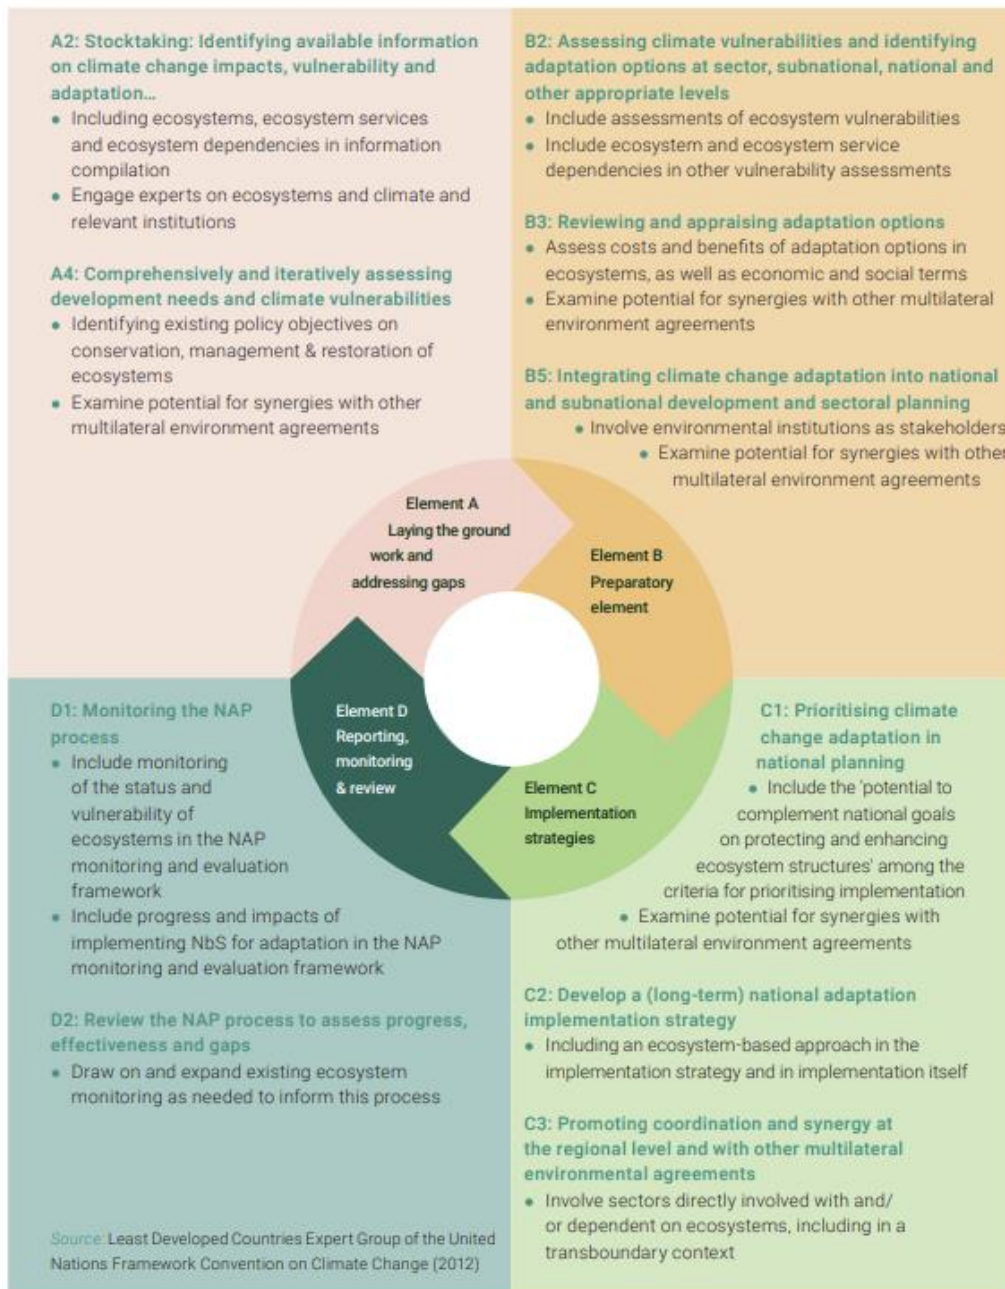 A2: Stocktaking: Identifying available information
on climate change impacts, vulnerability and
adaptation...
• Including ecosystems, ecosystem services
and ecosystem dependencies in information
compilation
• Engage experts on ecosystems and climate and
relevant institutions
A4: Comprehensively and iteratively assessing
development needs and climate vulnerabilities
• Identifying existing policy objectives on
conservation, management & restoration of
ecosystems
• Examine potential for synergies with other
multilateral environment agreements
B2: Assessing climate vulnerabilities and identifying
adaptation options at sector, subnational, national and
other appropriate levels
• Include assessments of ecosystem vulnerabilities
• Include ecosystem and ecosystem service
dependencies in other vulnerability assessments
B3: Reviewing and appraising adaptation options
• Assess costs and benefits of adaptation options in
ecosystems, as well as economic and social terms
• Examine potential for synergies with other multilateral
environment agreements
B5: Integrating climate change adaptation into national
and subnational development and sectoral planning
• Involve environmental institutions as stakeholders
• Examine potential for synergies with other
multilateral environment agreements
Element A
Laying the ground
work and
addressing gaps
Element B
Preparatory
element
Element D
Reporting,
monitoring
& review
Element C
Implementation
strategies
D1: Monitoring the NAP
process
• Include monitoring
of the status and
vulnerability of
ecosystems in the NAP
monitoring and evaluation
framework
• Include progress and impacts of
implementing NbS for adaptation in the NAP
monitoring and evaluation framework
D2: Review the NAP process to assess progress,
effectiveness and gaps
• Draw on and expand existing ecosystem
monitoring as needed to inform this process
Source: Least Developed Countries Expert Group of the United
Nations Framework Convention on Climate Change (2012)
C1: Prioritising climate
change adaptation in
national planning
• Include the 'potential to
complement national goals
on protecting and enhancing
ecosystem structures' among the
criteria for prioritising implementation
• Examine potential for synergies with
other multilateral environment agreements
C2: Develop a (long-term) national adaptation
implementation strategy
• Including an ecosystem-based approach in the
implementation strategy and in implementation itself
C3: Promoting coordination and synergy at
the regional level and with other multilateral
environmental agreements
• Involve sectors directly involved with and/
or dependent on ecosystems, including in a
transboundary context